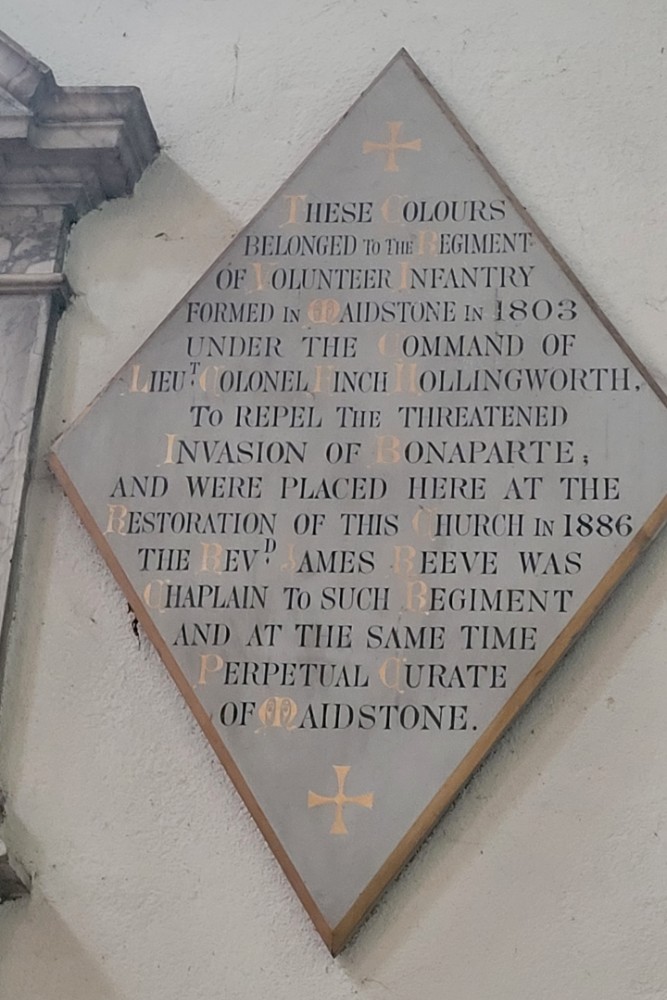 THESE COLOURS
BELONGED TO THE REGIMENT
OF VOLUNTEER INFANTRY
FORMED IN MAIDSTONE IN 1803
UNDER THE COMMAND OF
LIEUT. COLONEL FINCH HOLLINGWORTH,
TO REPEL THE THREATENED
INVASION OF BONAPARTE;
AND WERE PLACED HERE AT THE
RESTORATION OF THIS CHURCH IN 1886
THE REVD. JAMES REEVE WAS
CHAPLAIN TO SUCH REGIMENT
AND AT THE SAME TIME
PERPETUAL CURATE
OF MAIDSTONE.